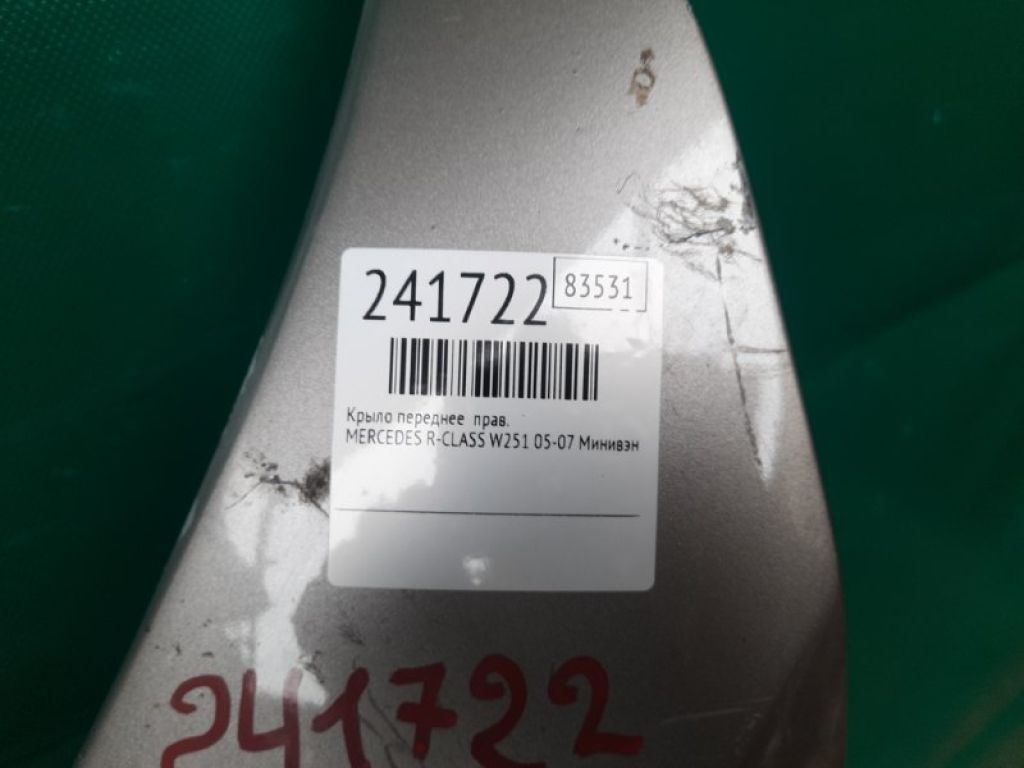 241722
83531
Крыло переднее прав.
MERCEDES R-CLASS W251 05-07 Минивэн
241722